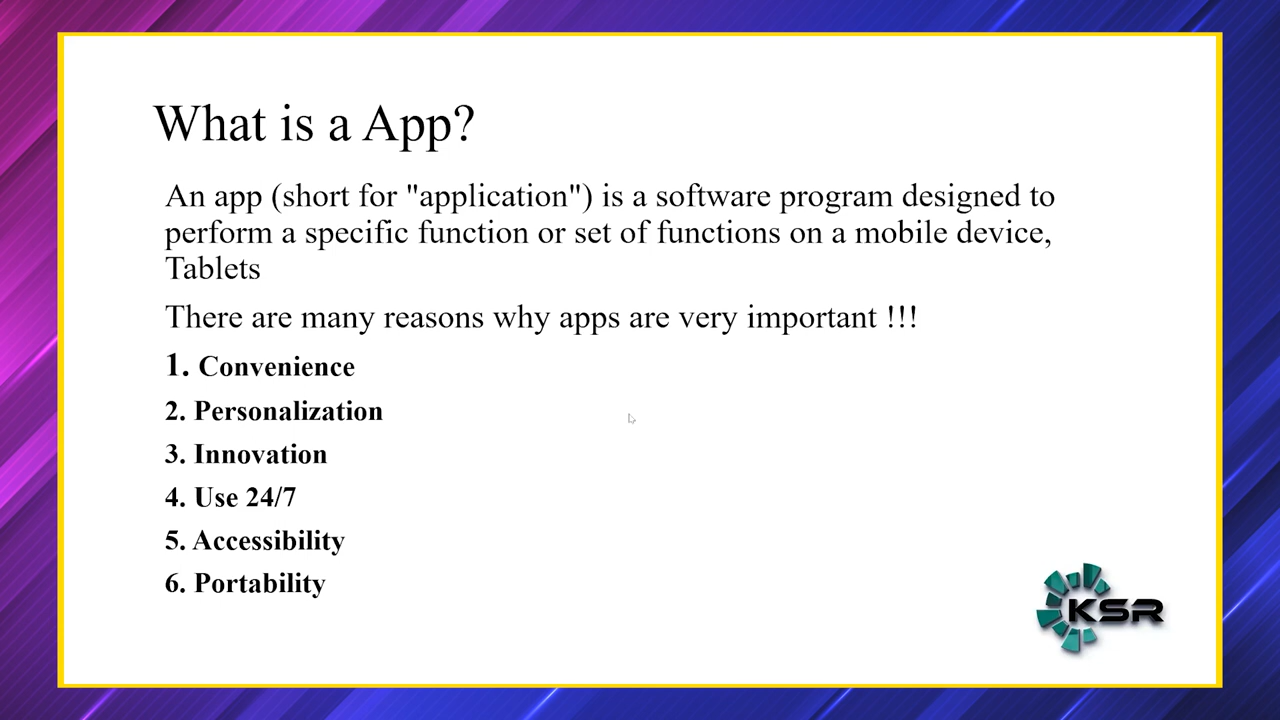 What is a App?
An app (short for "application") is a software program designed to
perform a specific function or set of functions on a mobile device,
Tablets
There are many reasons why apps are very important !!!
1. Convenience
2. Personalization
3. Innovation
4. Use 24/7
5. Accessibility
6. Portability
KSR